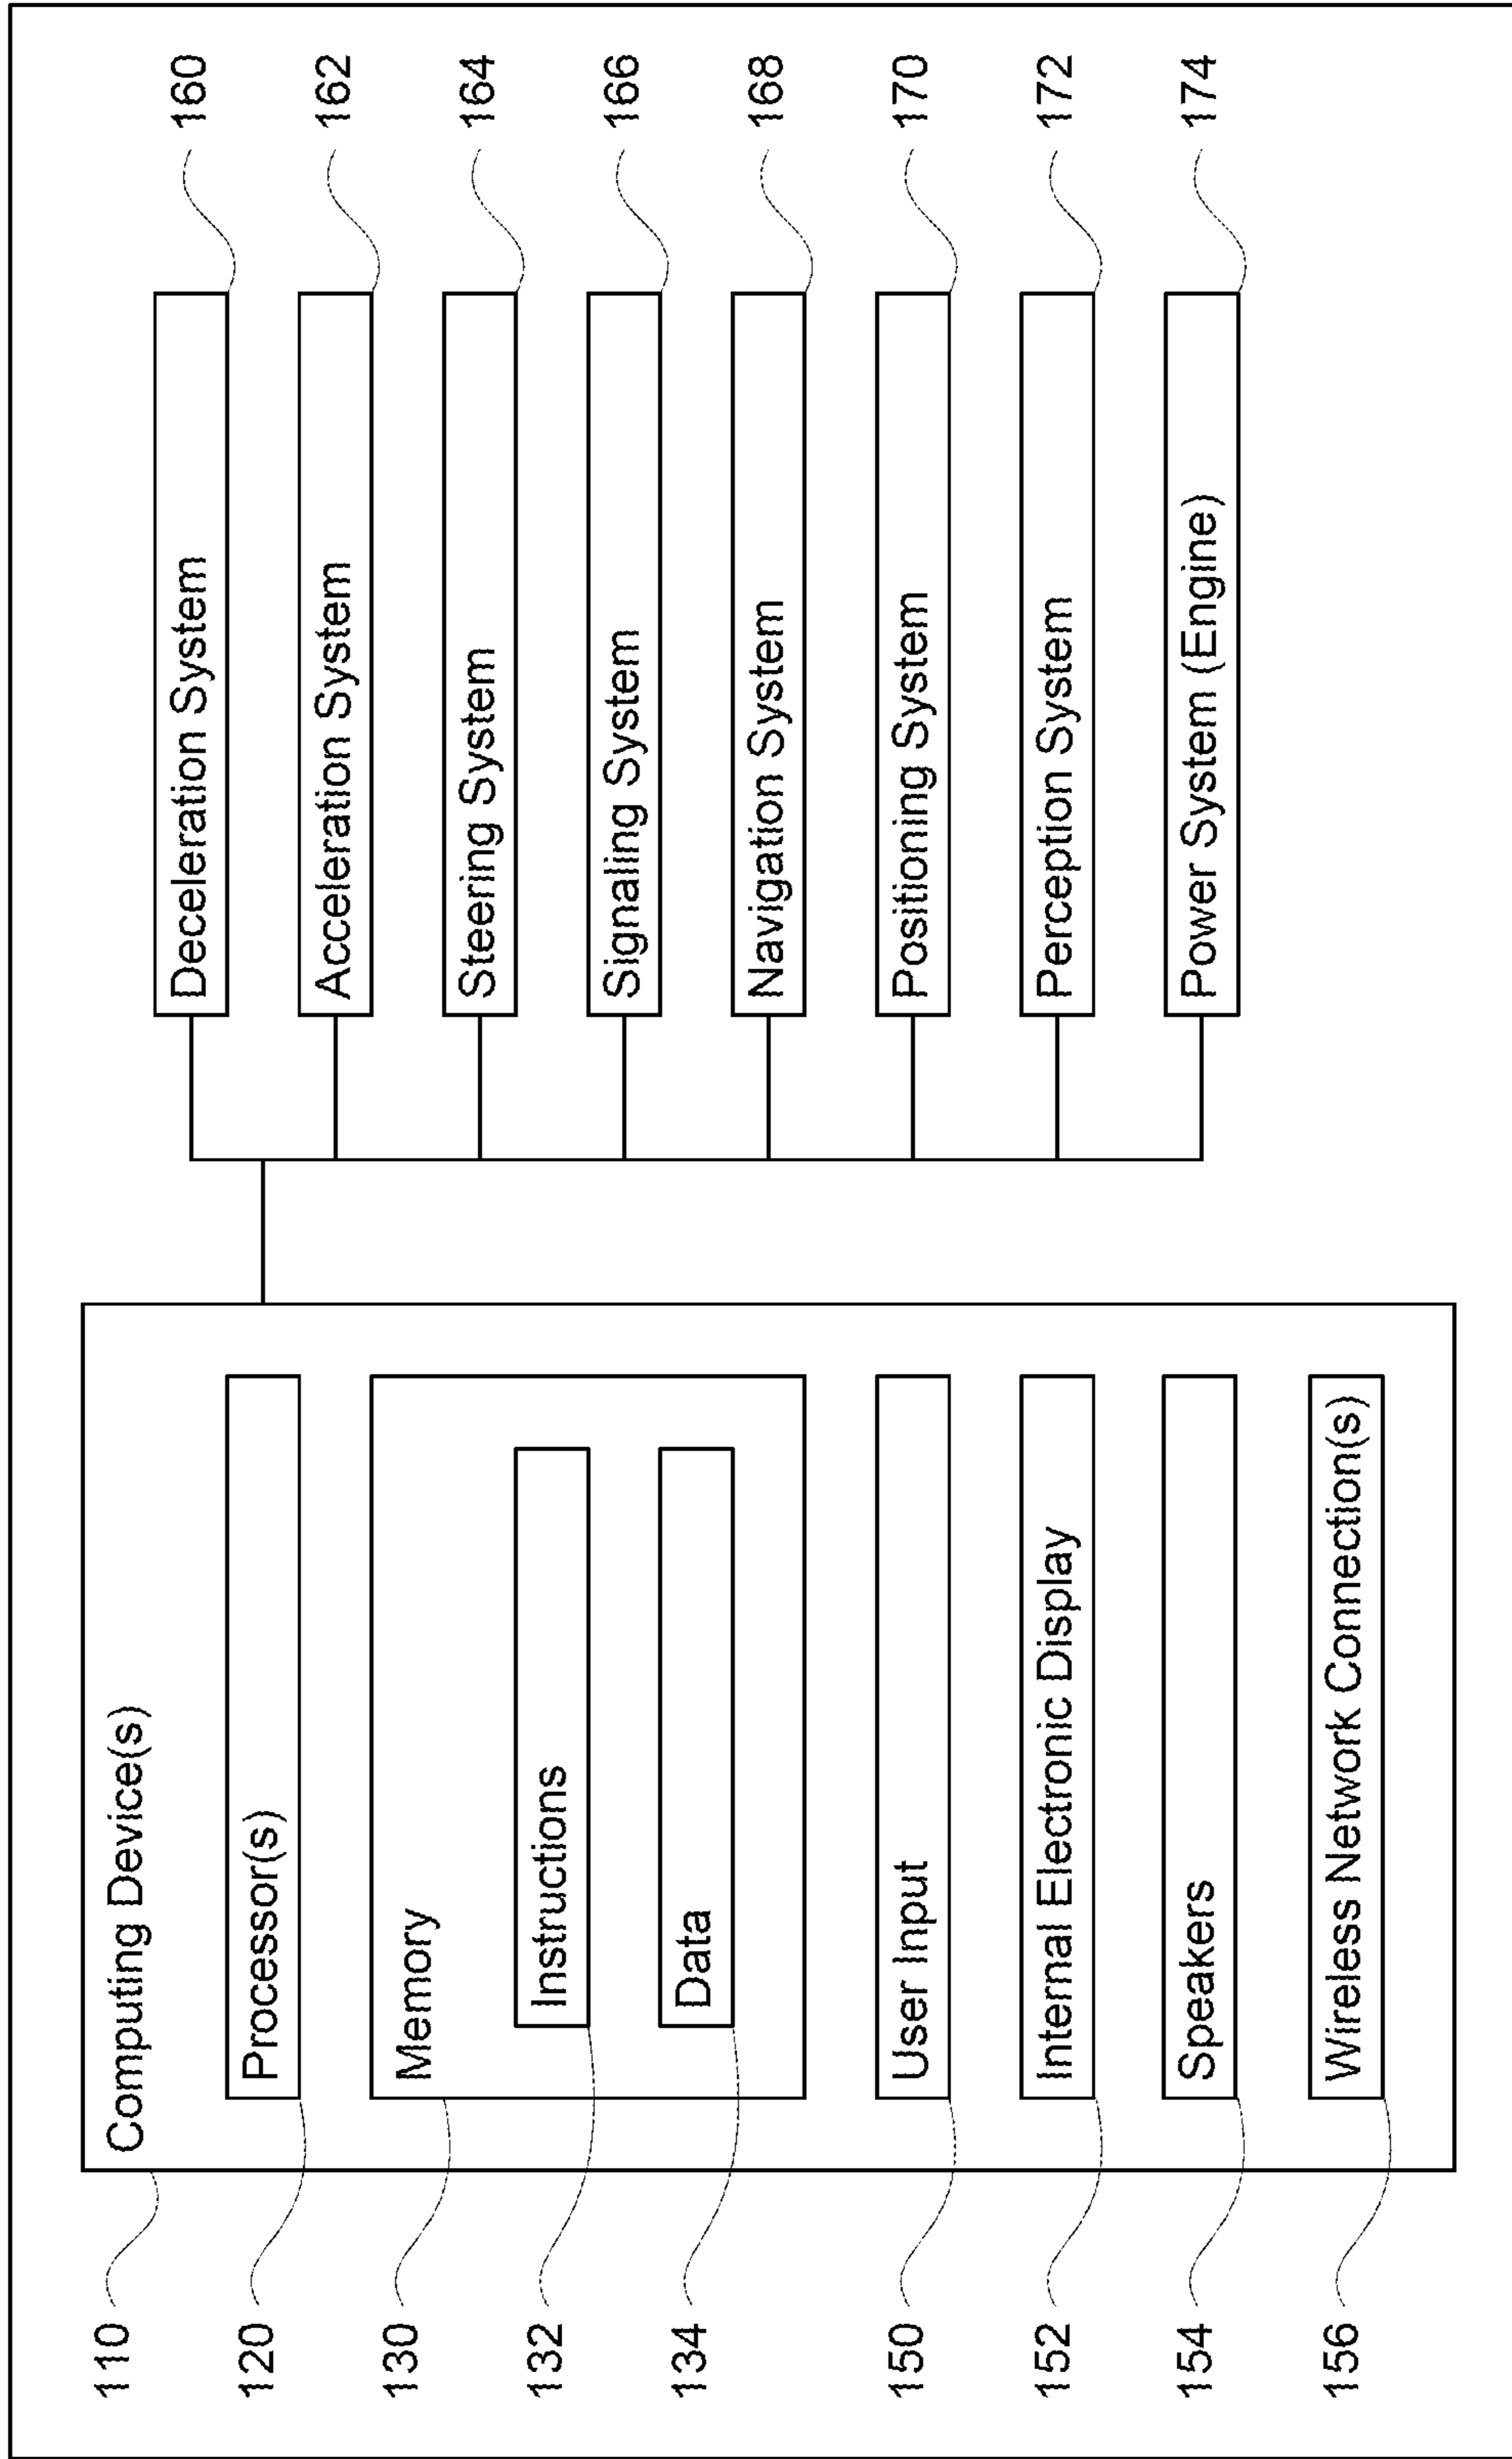 110
Computing Device(s)
120
Processor(s)
130
Memory
132
Instructions
134
Data
150
User Input
152
Internal Electronic Display
154
Speakers
156
Wireless Network Connection(s)
Deceleration System
160
Acceleration System
162
Steering System
164
Signaling System
166
Navigation System
168
Positioning System
170
Perception System
172
Power System (Engine)
174